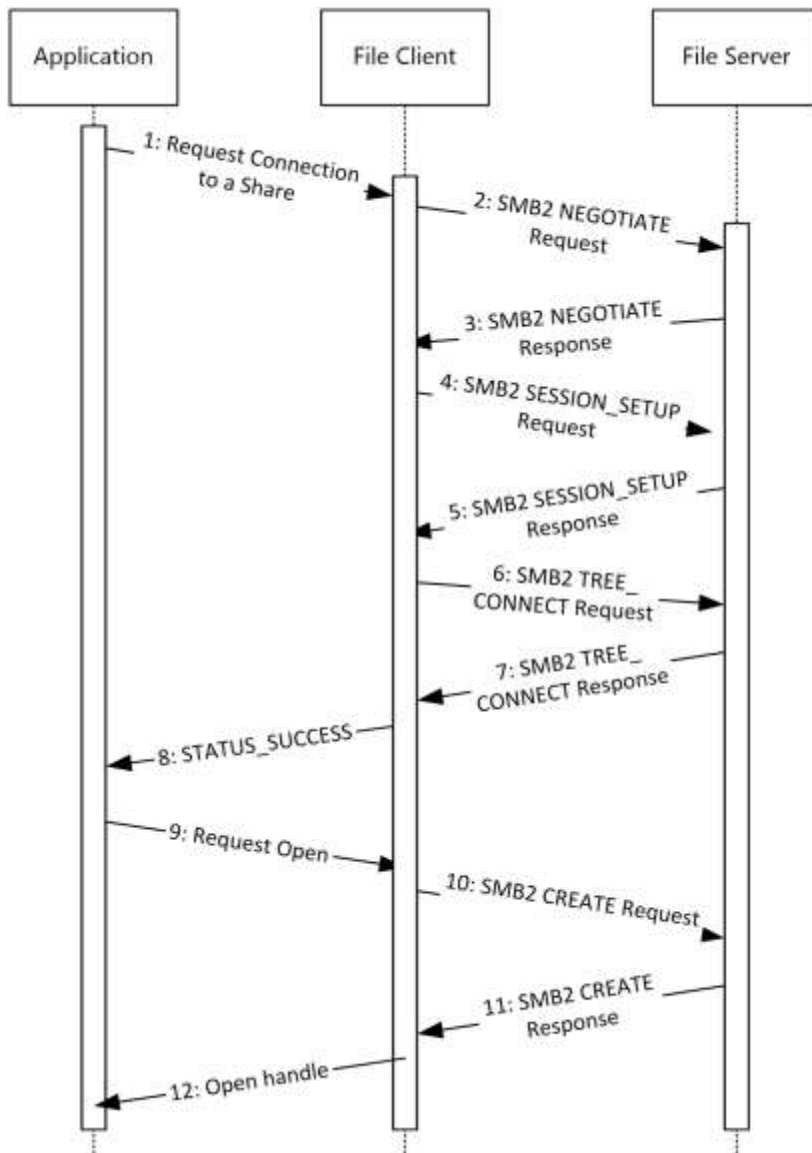 Application
File Client
File Server
1: Request Connection
to a Share
2: SMB2 NEGOTIATE
Request
3: SMB2 NEGOTIATE
Response
4: SMB2 SESSION_SETUP
Request
5: SMB2 SESSION_SETUP
Response
6: SMB2 TREE_
CONNECT Request
7: SMB2 TREE_
CONNECT Response
8: STATUS_SUCCESS
9: Request Open
10: SMB2 CREATE Request
11: SMB2 CREATE
Response
12: Open handle